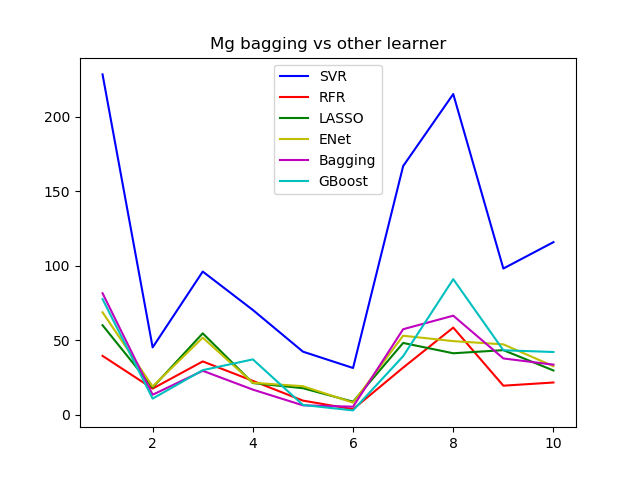 Mg bagging vs other learner
SVR
RFR
LASSO
ENet
Bagging
GBoost
200
150
100
50
0
2 4 6 8 10